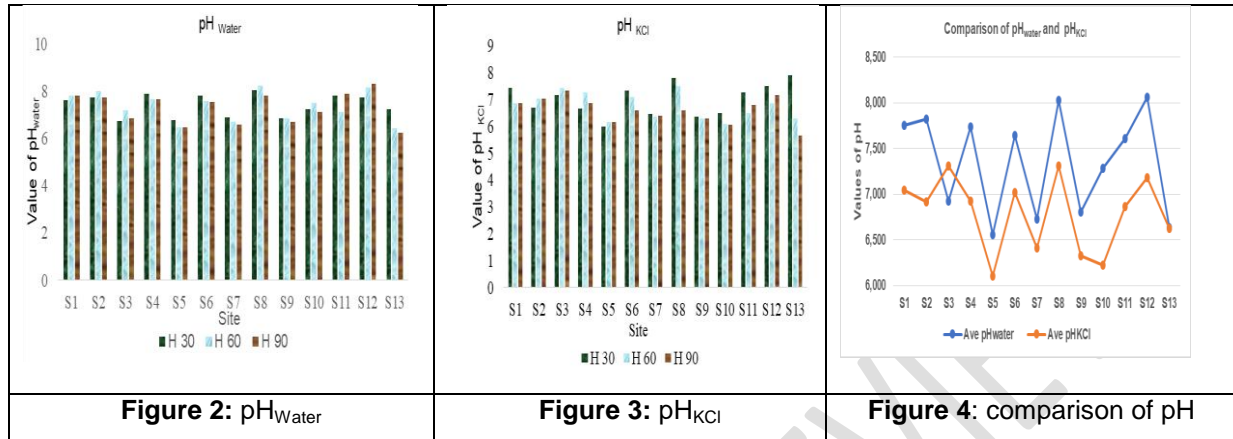 pH Water
10
8
6
4
2
0
Value of pHwater
S1 S2 S3 S4 S5 S6 S7 S8 S9 S10 S11 S12 S13
Site
H 30 H 60 H 90
Figure 2: pHWater
pH KCl
9
8
7
6
5
4
3
2
1
0
Value of pH KCl
S1 S2 S3 S4 S5 S6 S7 S8 S9 S10 S11 S12 S13
Site
H 30 H 60 H 90
Figure 3: pHKCl
Comparison of pHwater and pHKCl
8,500
8,000
7,500
7,000
6,500
6,000
Values of pH
S1 S2 S3 S4 S5 S6 S7 S8 S9 S10 S11 S12 S13
Ave pHwater Ave pHKCl
Figure 4: comparison of pH